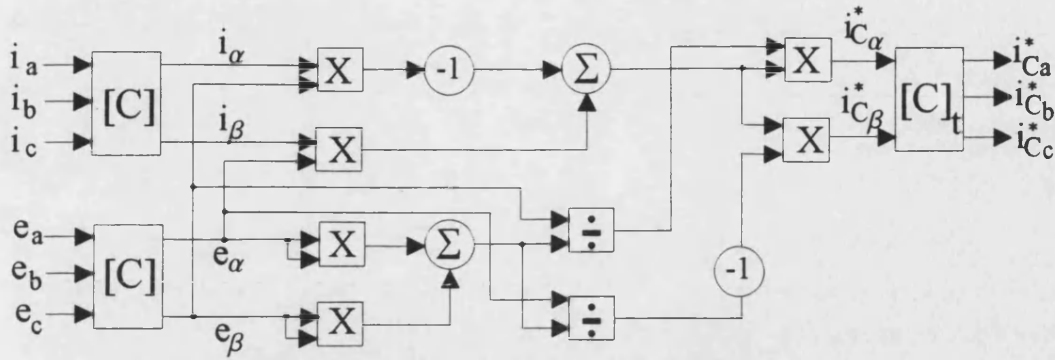 i_a
i_b
i_c
[C]
i_α
i_β
X
X
-1
Σ
X
X
i*_Cα
i*_Cβ
[C]_t
i*_Ca
i*_Cb
i*_Cc
e_a
e_b
e_c
[C]
e_α
e_β
X
X
Σ
÷
÷
-1